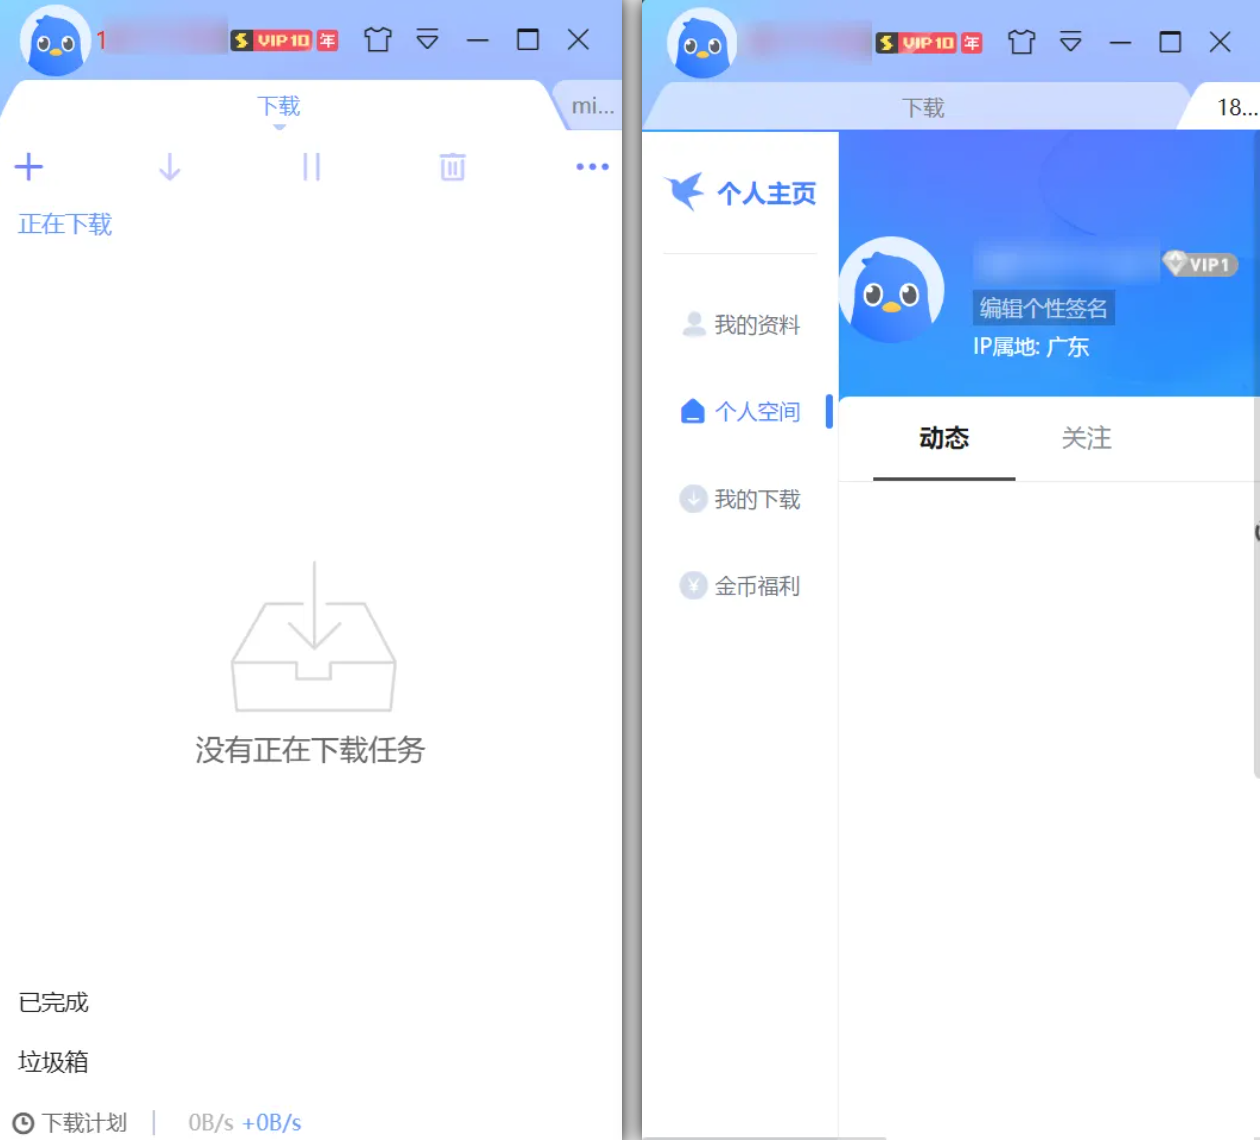 1
S VIP10 年
下载
mi...
正在下载
没有正在下载任务
已完成
垃圾箱
下载计划
0B/s +0B/s
S VIP10 年
下载
18...
个人主页
我的资料
个人空间
我的下载
¥ 金币福利
VIP1
编辑个性签名
IP属地: 广东
动态
关注